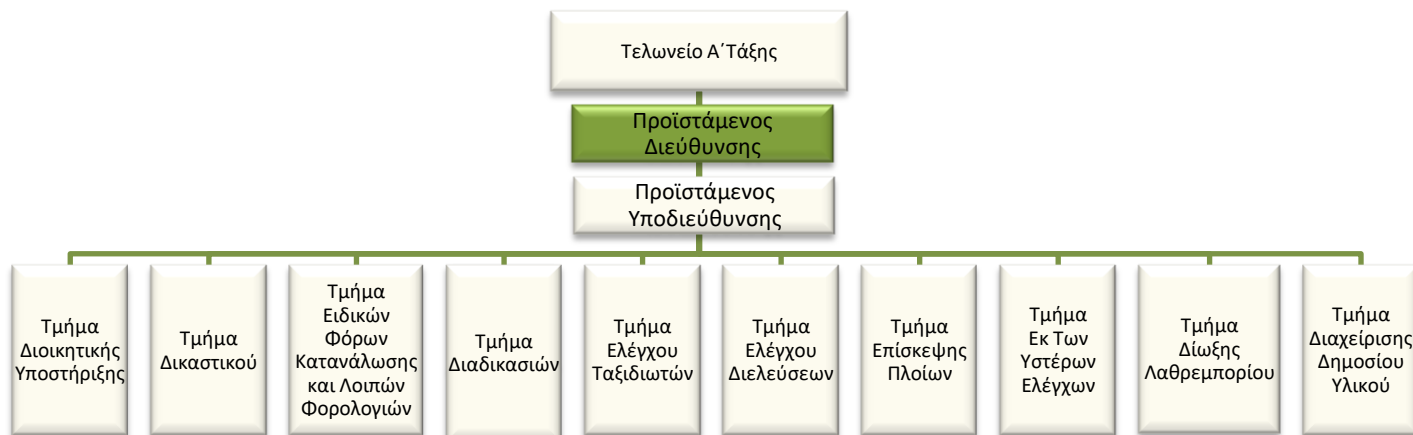 Τελωνείο Α΄Τάξης
Προϊστάμενος
Διεύθυνσης
Προϊστάμενος
Υποδιεύθυνσης
Τμήμα
Διοικητικής
Υποστήριξης
Τμήμα
Δικαστικού
Τμήμα
Ειδικών
Φόρων
Κατανάλωσης
και Λοιπών
Φορολογιών
Τμήμα
Διαδικασιών
Τμήμα
Ελέγχου
Ταξιδιωτών
Τμήμα
Ελέγχου
Διελεύσεων
Τμήμα
Επίσκεψης
Πλοίων
Τμήμα
Εκ Των
Υστέρων
Ελέγχων
Τμήμα
Δίωξης
Λαθρεμπορίου
Τμήμα
Διαχείρισης
Δημοσίου
Υλικού